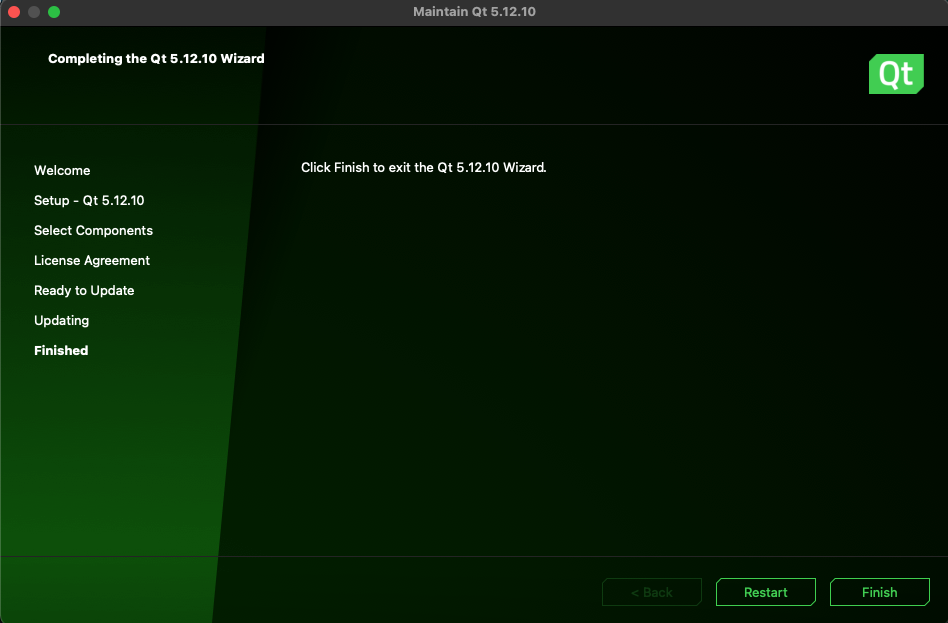 Maintain Qt 5.12.10
Completing the Qt 5.12.10 Wizard
Qt
Welcome
Setup - Qt 5.12.10
Select Components
License Agreement
Ready to Update
Updating
Finished
Click Finish to exit the Qt 5.12.10 Wizard.
< Back
Restart
Finish